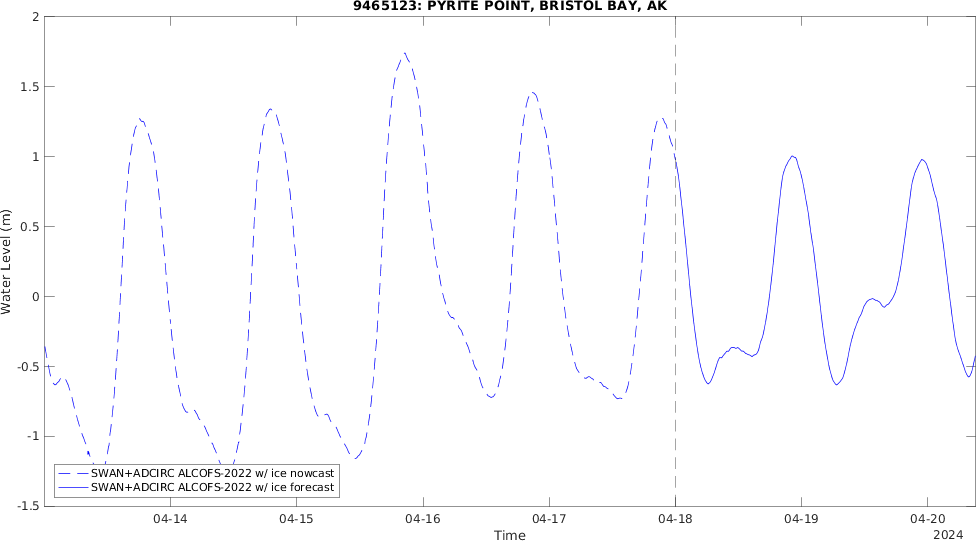 9465123: PYRITE POINT, BRISTOL BAY, AK
2
1.5
1
0.5
0
-0.5
-1
-1.5
Water Level (m)
SWAN+ADCIRC ALCOFS-2022 w/ ice nowcast
SWAN+ADCIRC ALCOFS-2022 w/ ice forecast
04-14 04-15 04-16 04-17 04-18 04-19 04-20
Time
2024